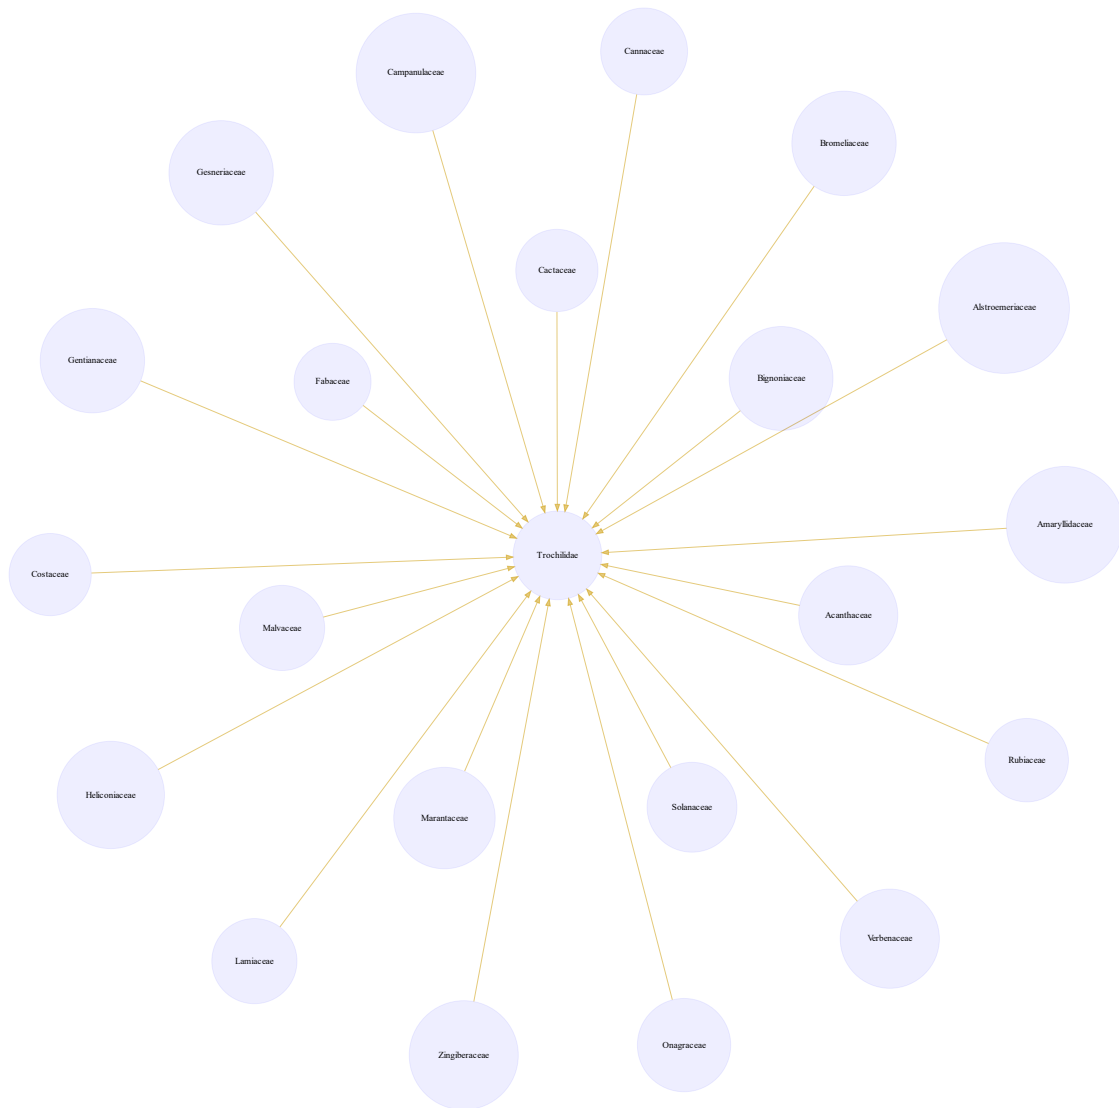 Cannaceae
Campanulaceae
Bromeliaceae
Gesneriaceae
Cactaceae
Alstroemeriaceae
Gentianaceae
Bignoniaceae
Fabaceae
Amaryllidaceae
Trochilidae
Costaceae
Acanthaceae
Malvaceae
Rubiaceae
Heliconiaceae
Solanaceae
Marantaceae
Verbenaceae
Lamiaceae
Onagraceae
Zingiberaceae